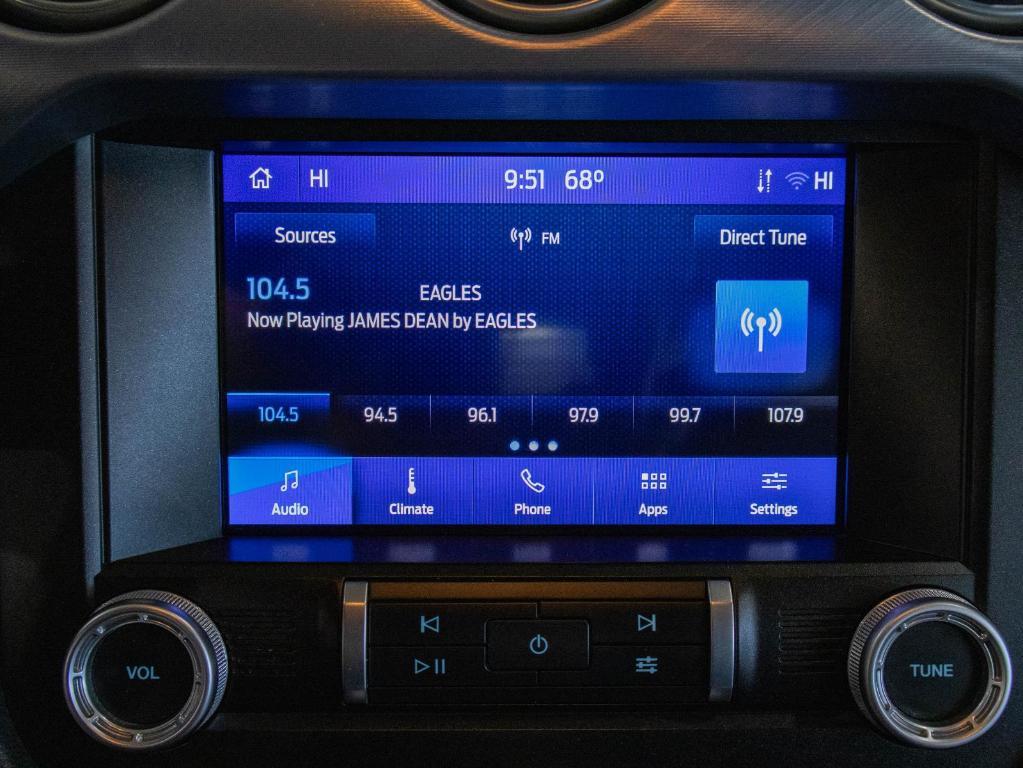 HI 9:51 68º HI
Sources FM Direct Tune
104.5 EAGLES
Now Playing JAMES DEAN by EAGLES
104.5 94.5 96.1 97.9 99.7 107.9
Audio Climate Phone Apps Settings
VOL TUNE